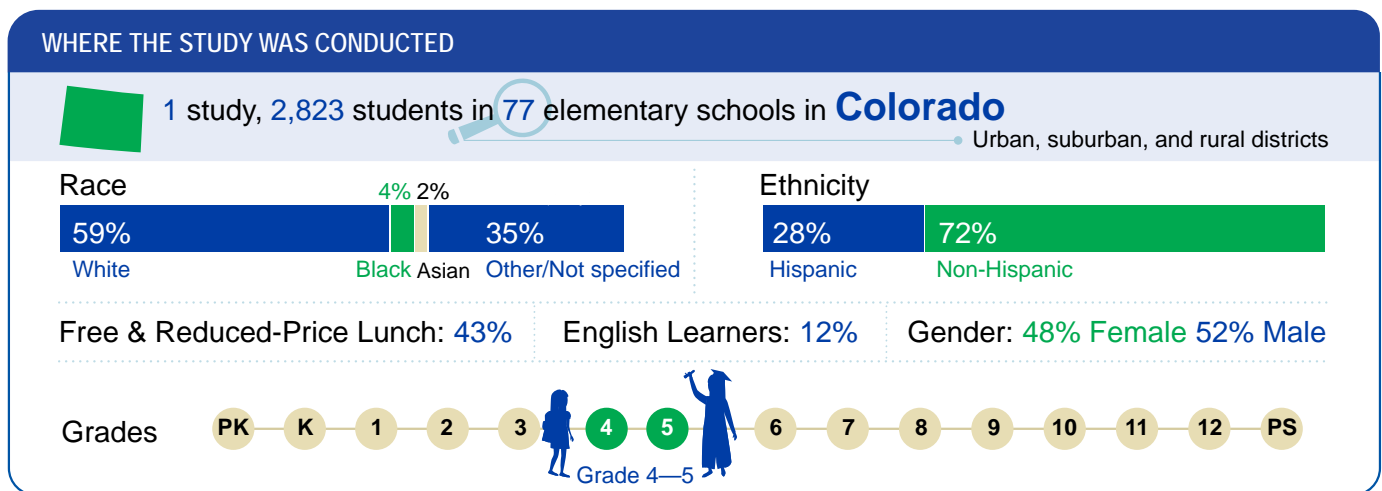 WHERE THE STUDY WAS CONDUCTED
1 study, 2,823 students in 77 elementary schools in Colorado
Urban, suburban, and rural districts
Race
4% 2%
59%
35%
White
Black
Asian
Other/Not specified
Ethnicity
28%
72%
Hispanic
Non-Hispanic
Free & Reduced-Price Lunch: 43%
English Learners: 12%
Gender: 48% Female 52% Male
Grades
PK K 1 2 3 4 5 6 7 8 9 10 11 12 PS
Grade 4—5